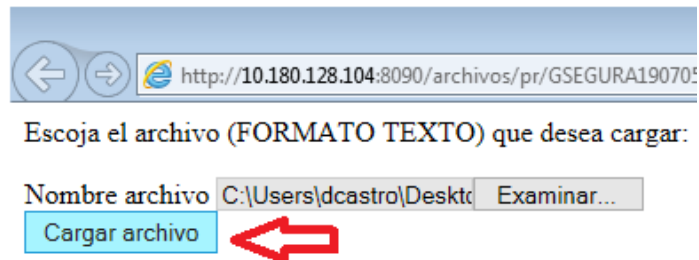 http://10.180.128.104:8090/archivos/pr/GSEGURA190705
Escoja el archivo (FORMATO TEXTO) que desea cargar:
Nombre archivo C:\Users\dcastro\Deskto Examinar...
Cargar archivo